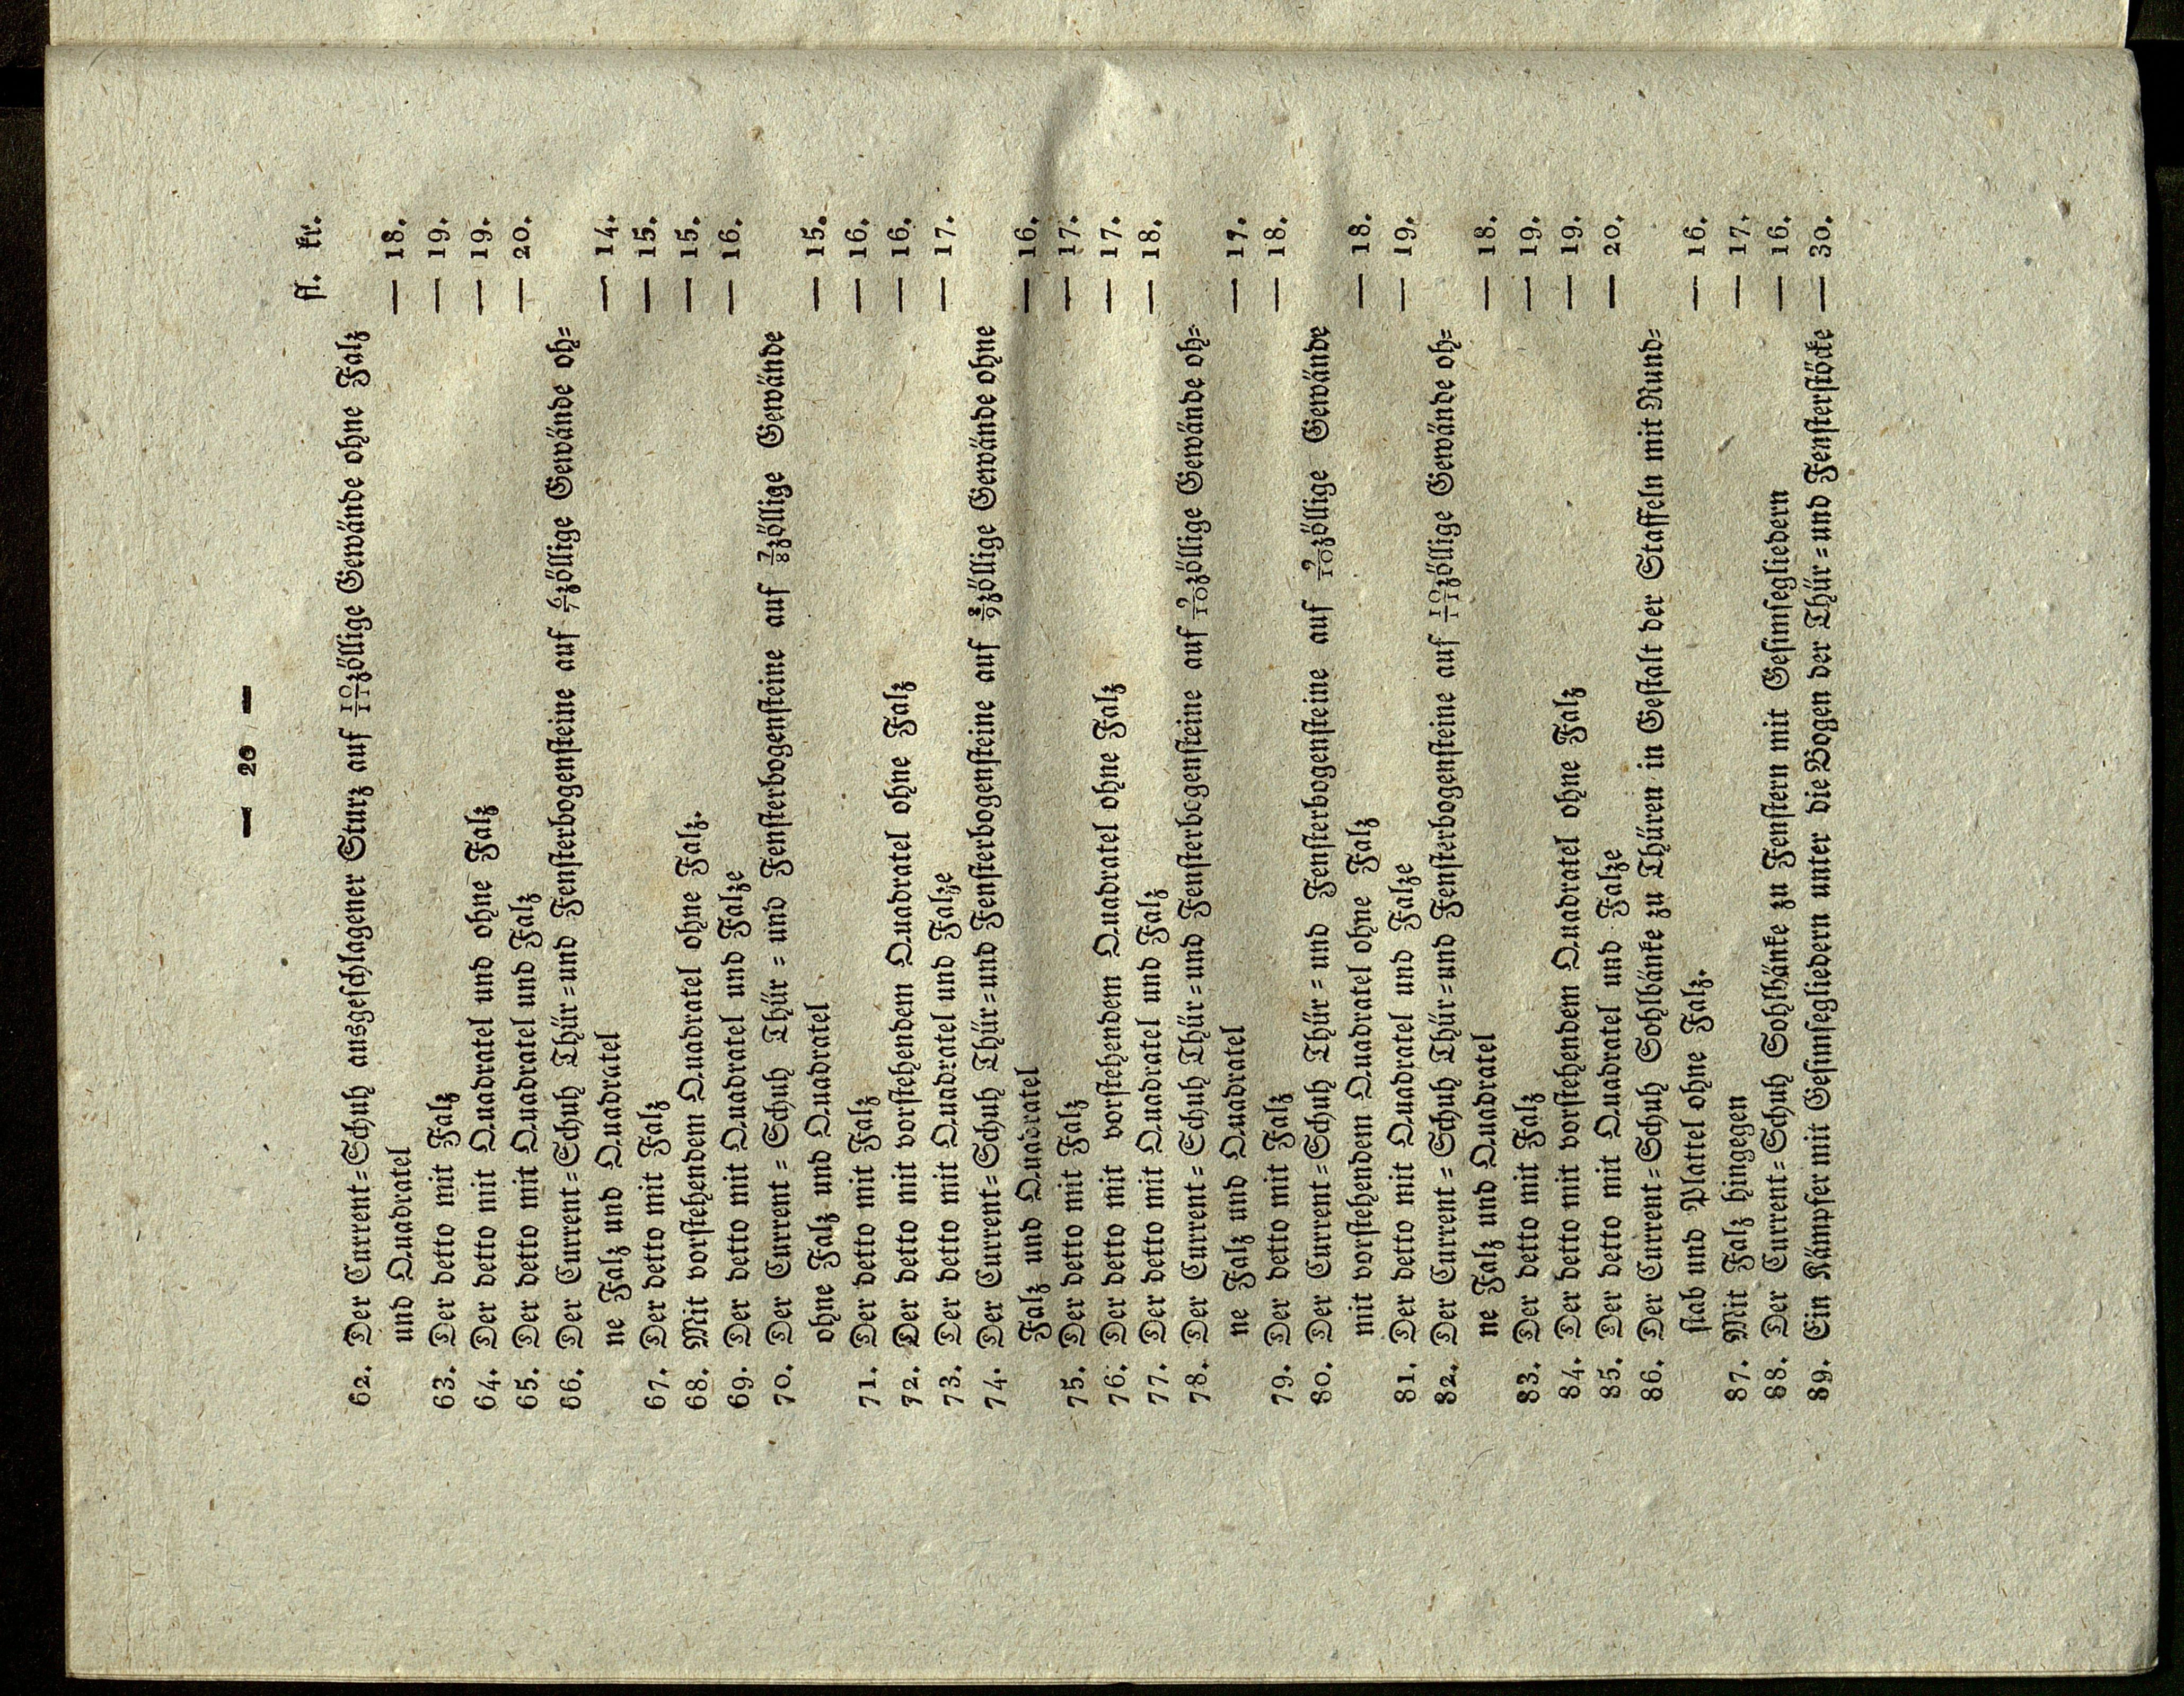 — 20 —
fl. kr.
62. Der Current=Schuh ausgeschlagener Sturz auf 10/11zöllige Gewände ohne Falz
und Quadratel — 18.
63. Der detto mit Falz — 19.
64. Der detto mit Quadratel und ohne Falz — 19.
65. Der detto mit Quadratel und Falz — 20.
66. Der Current=Schuh Thür=und Fensterbogensteine auf 6/7zöllige Gewände oh=
ne Falz und Quadratel — 14.
67. Der detto mit Falz — 15.
68. Mit vorstehendem Quadratel ohne Falz. — 15.
69. Der detto mit Quadratel und Falze — 16.
70. Der Current=Schuh Thür=und Fensterbogensteine auf 7/8zöllige Gewände
ohne Falz und Quadratel — 15.
71. Der detto mit Falz — 16.
72. Der detto mit vorstehendem Quadratel ohne Falz — 16.
73. Der detto mit Quadratel und Falze — 17.
74. Der Current=Schuh Thür=und Fensterbogensteine auf 8/9zöllige Gewände ohne
Falz und Quadratel — 16.
75. Der detto mit Falz — 17.
76. Der detto mit vorstehendem Quadratel ohne Falz — 17.
77. Der detto mit Quadratel und Falz — 18.
78. Der Current=Schuh Thür=und Fensterbogensteine auf 9/10zöllige Gewände oh=
ne Falz und Quadratel — 17.
79. Der detto mit Falz — 18.
80. Der Current=Schuh Thür=und Fensterbogensteine auf 9/10zöllige Gewände
mit vorstehendem Quadratel ohne Falz — 18.
81. Der detto mit Quadratel und Falze — 19.
82. Der Current=Schuh Thür=und Fensterbogensteine auf 10/11zöllige Gewände oh=
ne Falz und Quadratel — 18.
83. Der detto mit Falz — 19.
84. Der detto mit vorstehendem Quadratel ohne Falz — 19.
85. Der detto mit Quadratel und Falze — 20.
86. Der Current=Schuh Sohlbänke zu Thüren in Gestalt der Staffeln mit Rund=
stab und Plattel ohne Falz. — 16.
87. Mit Falz hingegen — 17.
88. Der Current=Schuh Sohlbänke zu Fenstern mit Gesimsegliedern — 16.
89. Ein Kämpfer mit Gesimsegliedern unter die Bogen der Thür=und Fensterstöcke — 30.